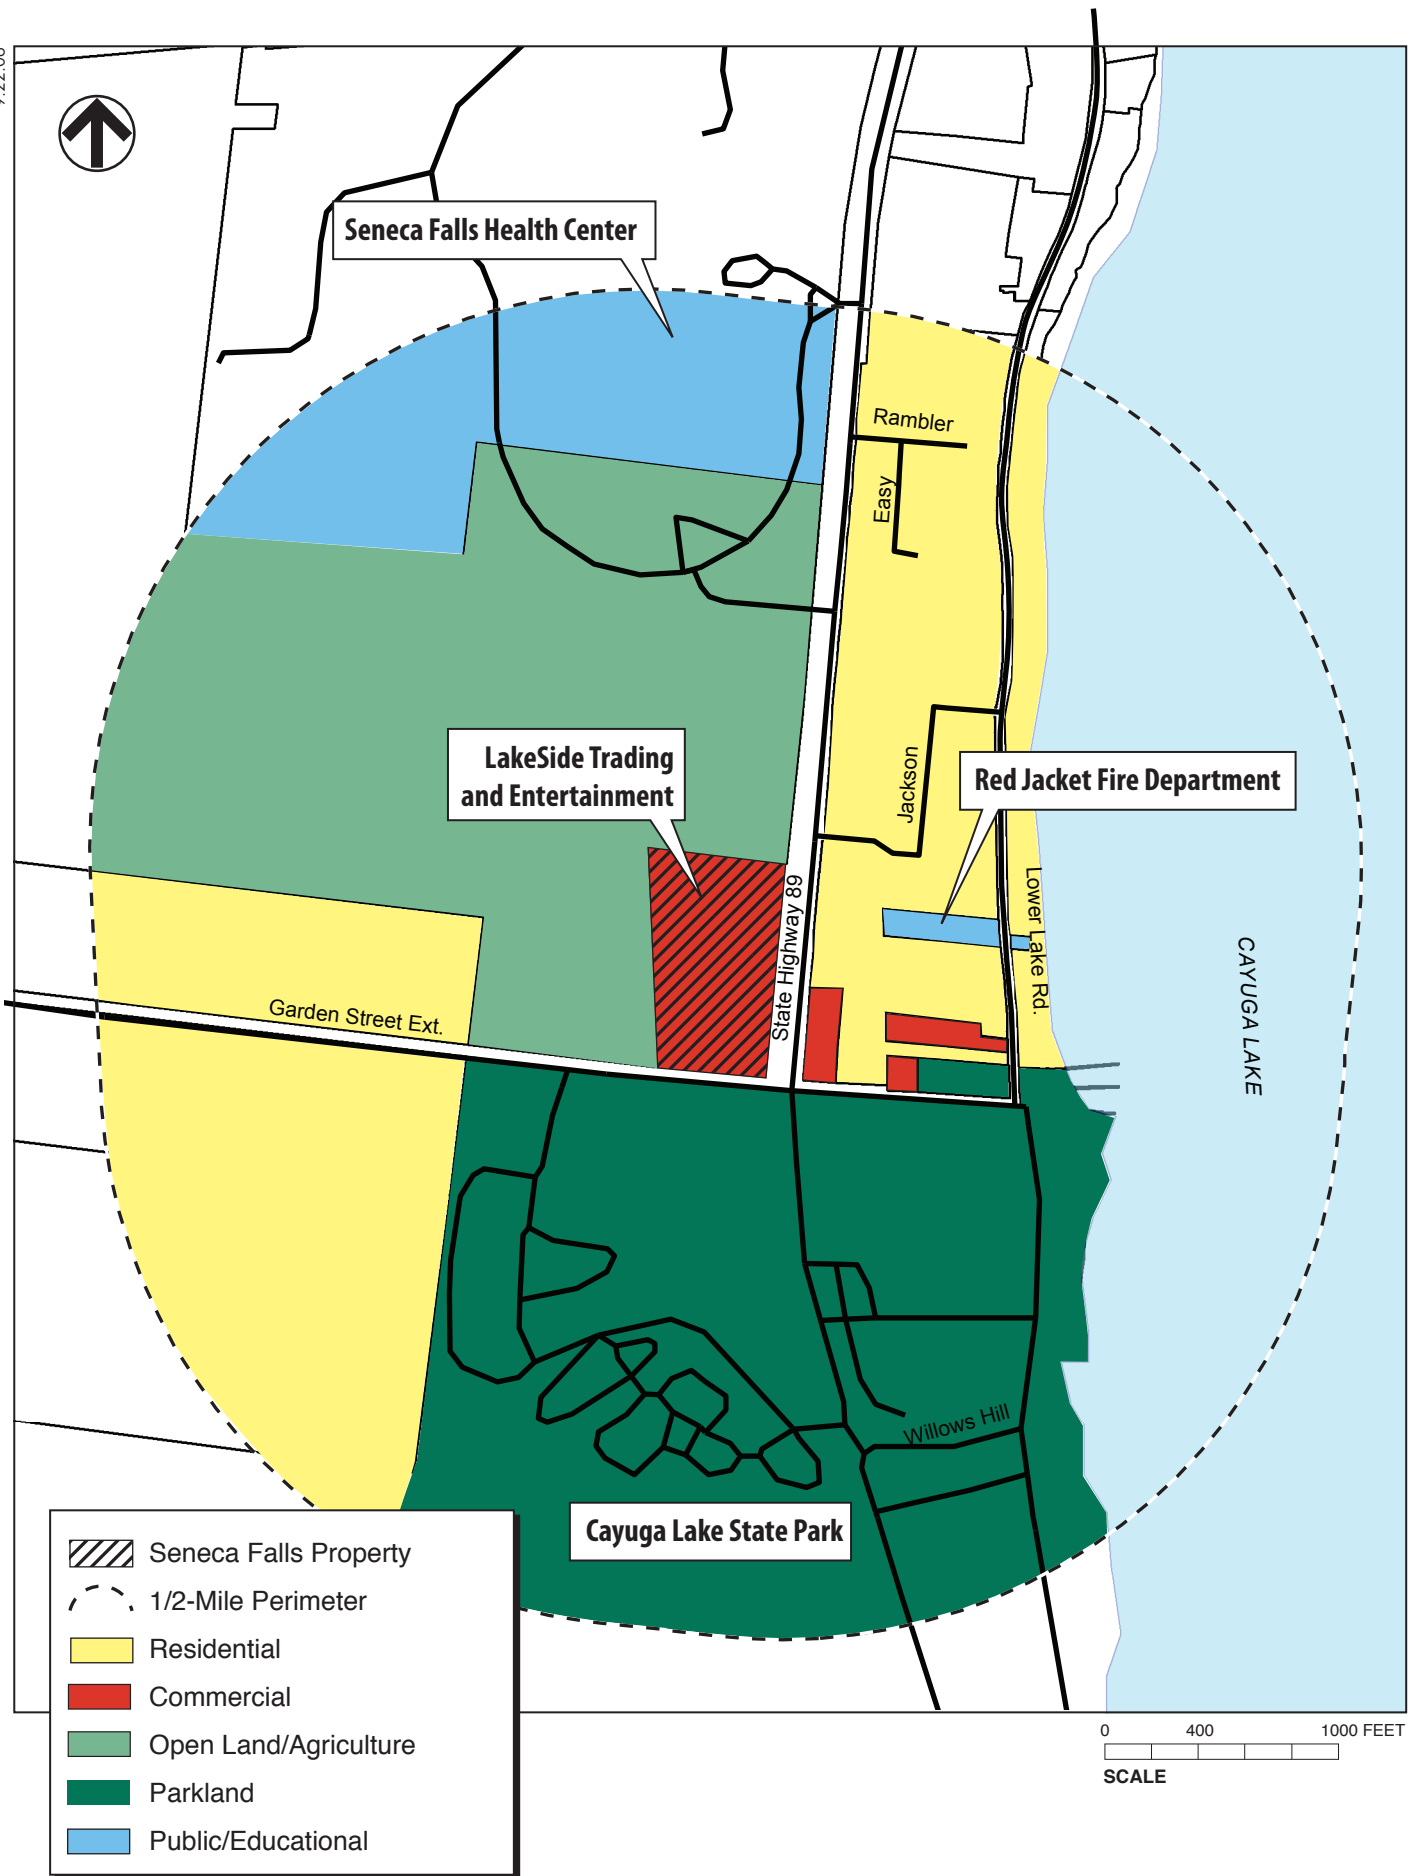 Seneca Falls Health Center
Rambler
Easy
LakeSide Trading
and Entertainment
Jackson
Red Jacket Fire Department
State Highway 89
Lower Lake Rd.
CAYUGA LAKE
Garden Street Ext.
Willows Hill
Cayuga Lake State Park
Seneca Falls Property
1/2-Mile Perimeter
Residential
Commercial
Open Land/Agriculture
Parkland
Public/Educational
0 400 1000 FEET
SCALE